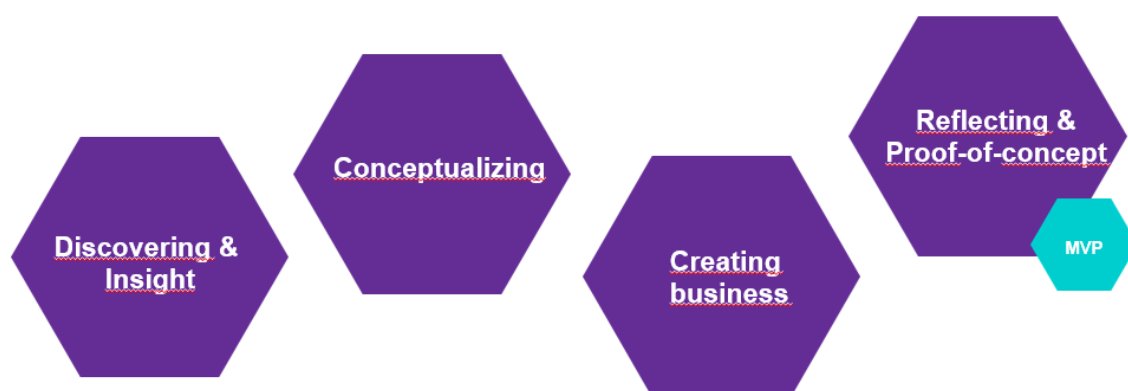 Discovering &
Insight
Conceptualizing
Creating
business
Reflecting &
Proof-of-concept
MVP